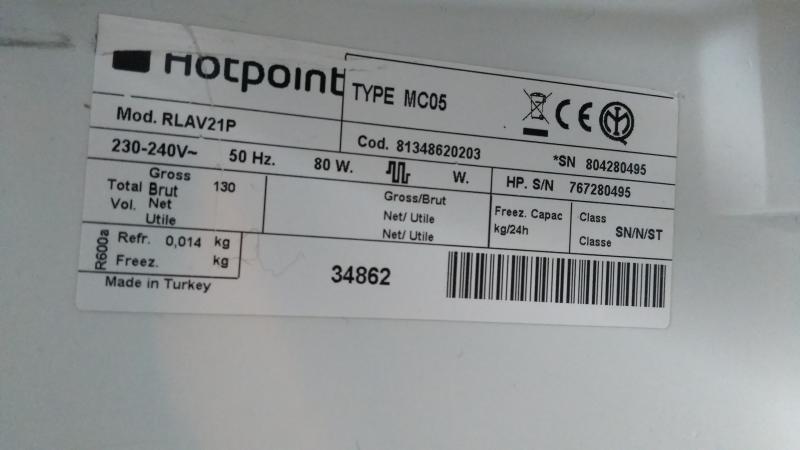 Hotpoint
TYPE MC05
CE
Mod. RLAV21P
Cod. 81348620203
*SN 804280495
230-240V~ 50 Hz. 80 W. W.
HP. S/N 767280495
Total Vol.
Gross Brut 130
Net Utile
Gross/Brut
Net/ Utile
Net/ Utile
Freez. Capac
kg/24h
Class
Classe
SN/N/ST
R600a
Refr. 0,014 kg
Freez. kg
34862
Made in Turkey